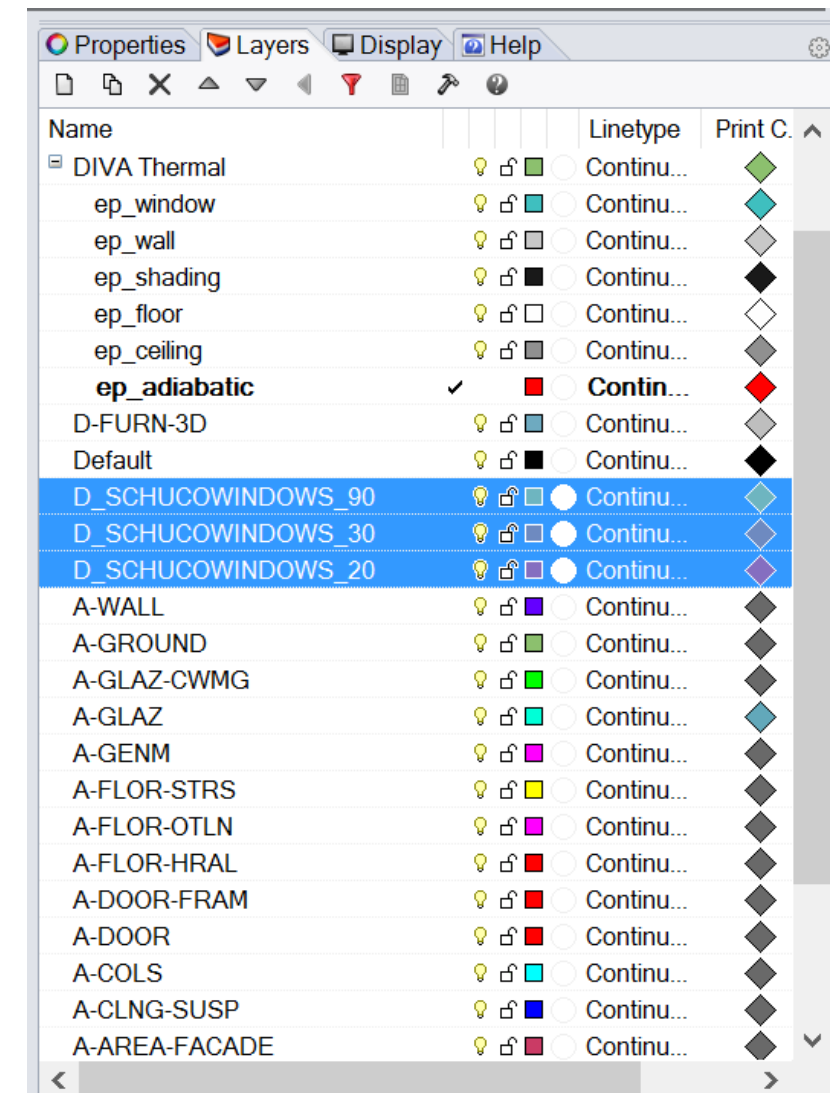 Properties Layers Display Help
Name Linetype Print C.
DIVA Thermal Continu...
ep_window Continu...
ep_wall Continu...
ep_shading Continu...
ep_floor Continu...
ep_ceiling Continu...
ep_adiabatic Contin...
D-FURN-3D Continu...
Default Continu...
D_SCHUCOWINDOWS_90 Continu...
D_SCHUCOWINDOWS_30 Continu...
D_SCHUCOWINDOWS_20 Continu...
A-WALL Continu...
A-GROUND Continu...
A-GLAZ-CWMG Continu...
A-GLAZ Continu...
A-GENM Continu...
A-FLOR-STRS Continu...
A-FLOR-OTLN Continu...
A-FLOR-HRAL Continu...
A-DOOR-FRAM Continu...
A-DOOR Continu...
A-COLS Continu...
A-CLNG-SUSP Continu...
A-AREA-FACADE Continu...